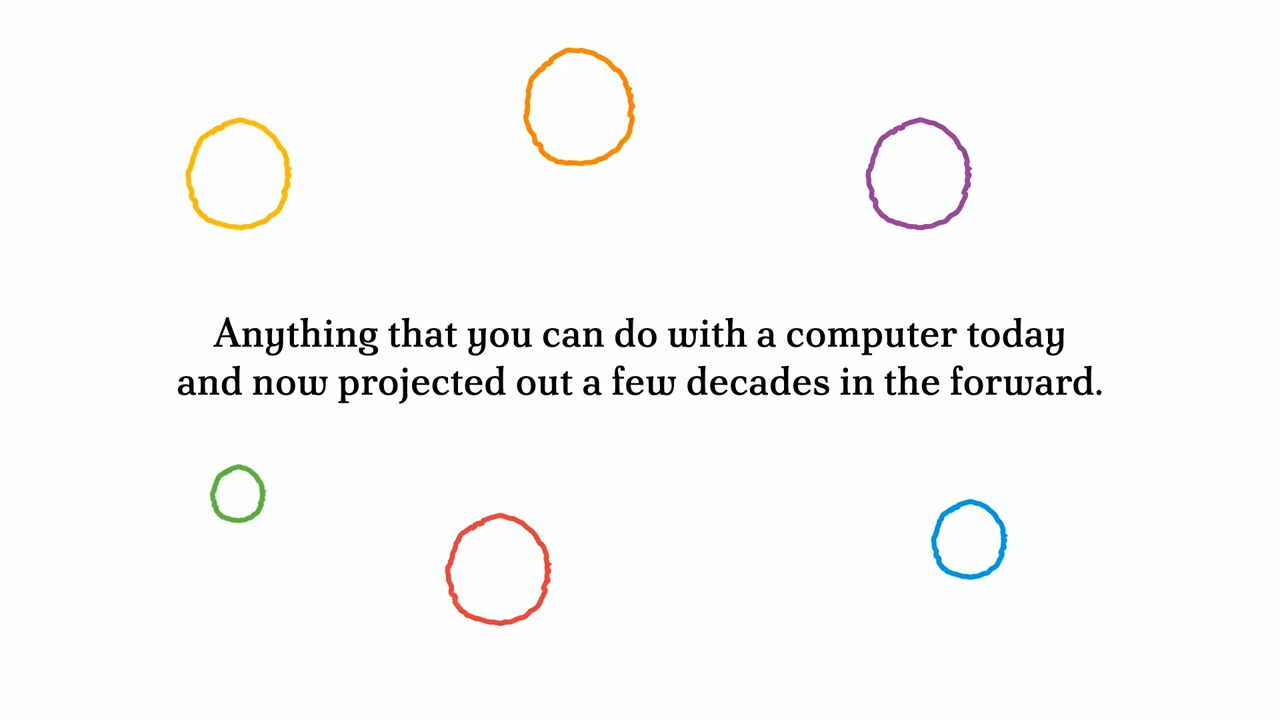 Anything that you can do with a computer today
and now projected out a few decades in the forward.